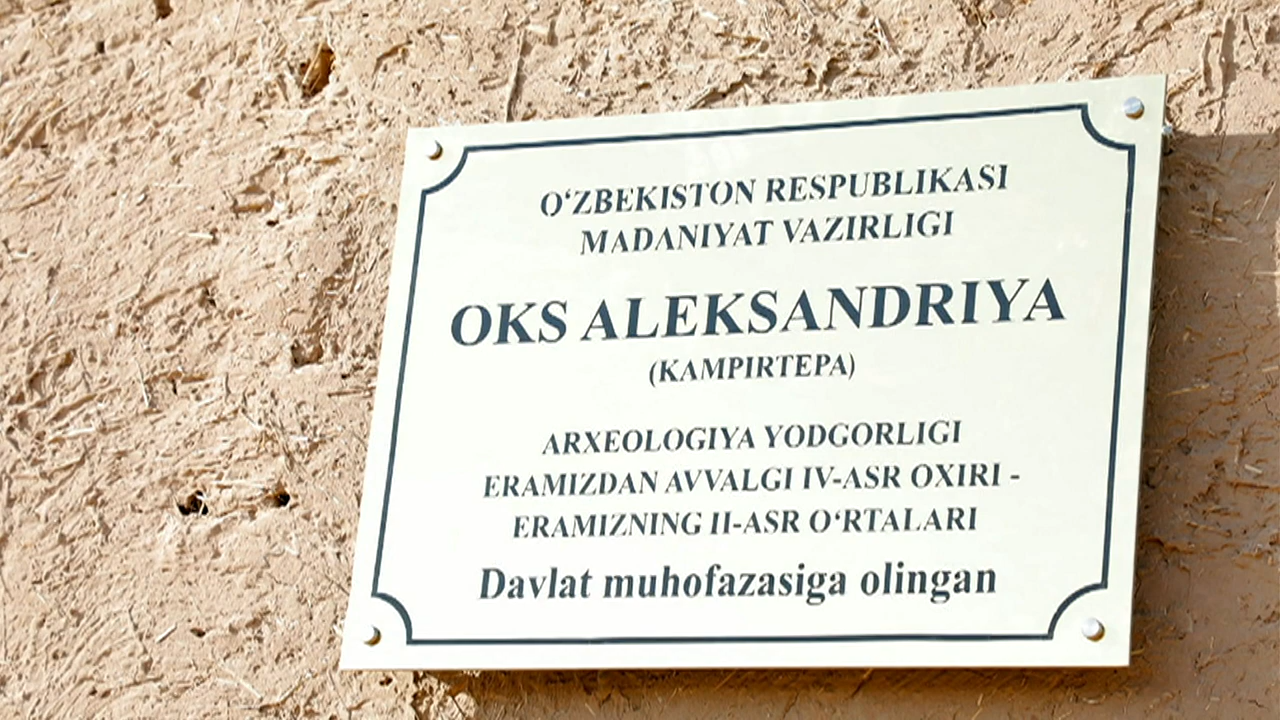 O‘ZBEKISTON RESPUBLIKASI
MADANIYAT VAZIRLIGI
OKS ALEKSANDRIYA
(KAMPIRTEPA)
ARXEOLOGIYA YODGORLIGI
ERAMIZDAN AVVALGI IV-ASR OXIRI -
ERAMIZNING II-ASR O‘RTALARI
Davlat muhofazasiga olingan